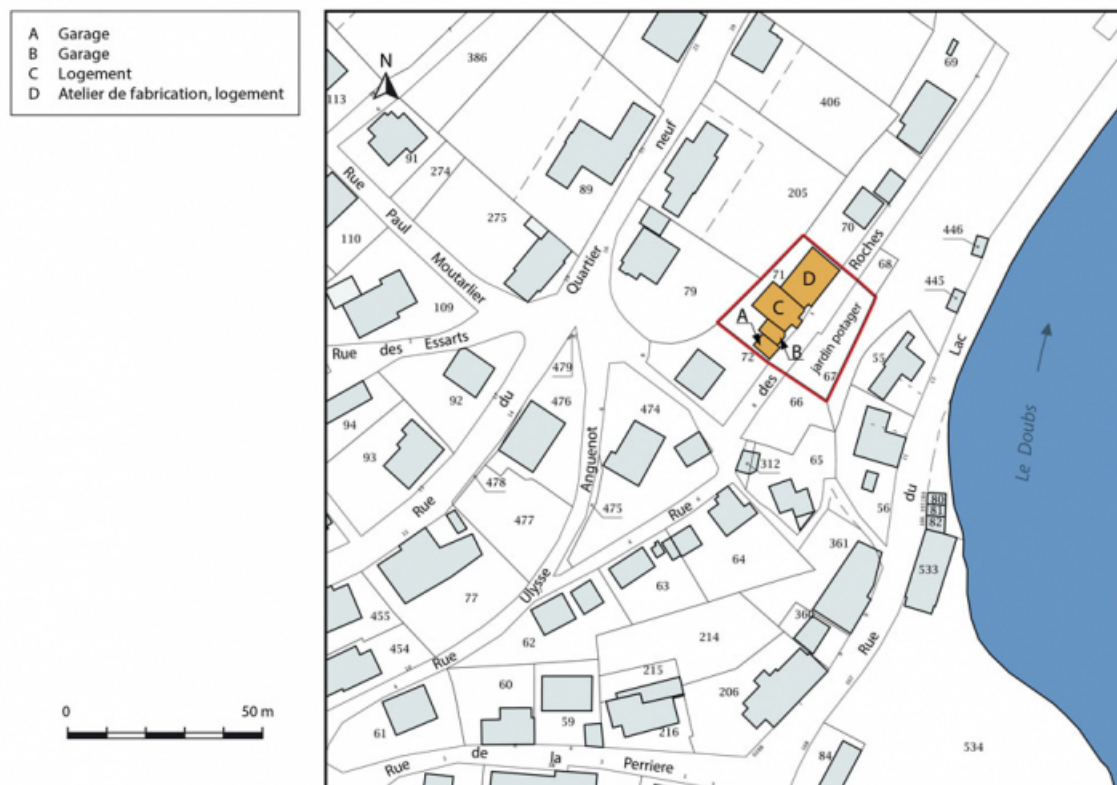 A Garage
B Garage
C Logement
D Atelier de fabrication, logement
N
113
386
69
406
91
274
89
neuf
205
Rue Paul Moutarlier
275
70
Roches
446
110
Quartier
71
D
68
445
109
79
C
A
B
jardin potager
Lac
Rue des Essarts
72
67
55
des
479
92
du
476
474
66
Le Doubs
94
93
Anguenot
312
65
478
475
du
56
80
81
82
Rue
477
Rue
361
64
533
77
Ulysse
63
455
360
62
214
Rue
454
Rue
215
60
206
0 50 m
61
59
216
534
Rue de la Perriere
84